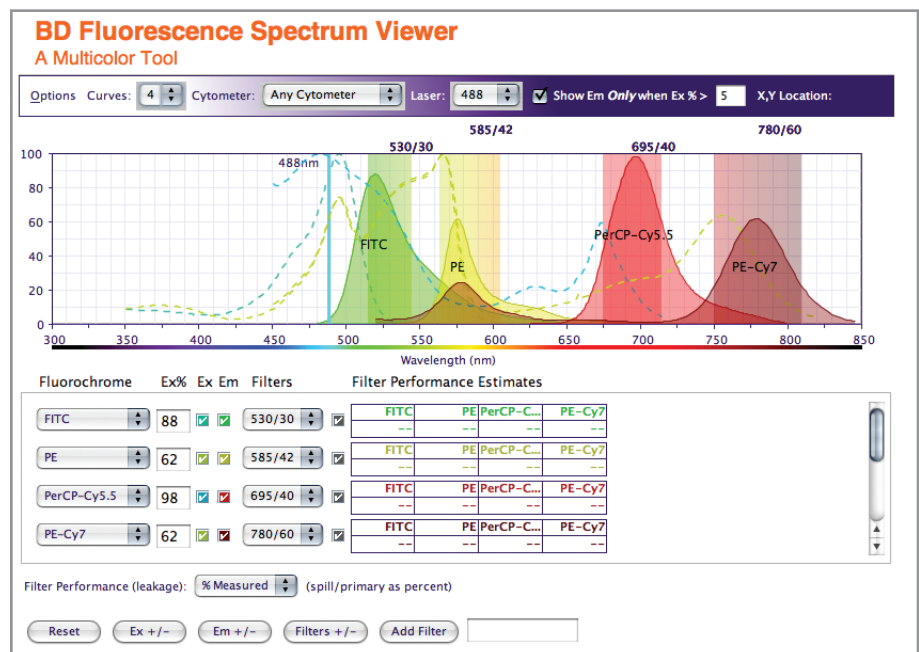 BD Fluorescence Spectrum Viewer
A Multicolor Tool
Options Curves: 4 Cytometer: Any Cytometer Laser: 488 Show Em Only when Ex % > 5 X,Y Location:
585/42 780/60
530/30 695/40
100
488nm
80
60
PerCP-Cy5.5
FITC
40
PE PE-Cy7
20
0
300 350 400 450 500 550 600 650 700 750 800 850
Wavelength (nm)
Fluorochrome Ex% Ex Em Filters Filter Performance Estimates
FITC 88 530/30 FITC PE PerCP-C... PE-Cy7
-- -- -- --
PE 62 585/42 FITC PE PerCP-C... PE-Cy7
-- -- -- --
PerCP-Cy5.5 98 695/40 FITC PE PerCP-C... PE-Cy7
-- -- -- --
PE-Cy7 62 780/60 FITC PE PerCP-C... PE-Cy7
-- -- -- --
Filter Performance (leakage): % Measured (spill/primary as percent)
Reset Ex +/- Em +/- Filters +/- Add Filter